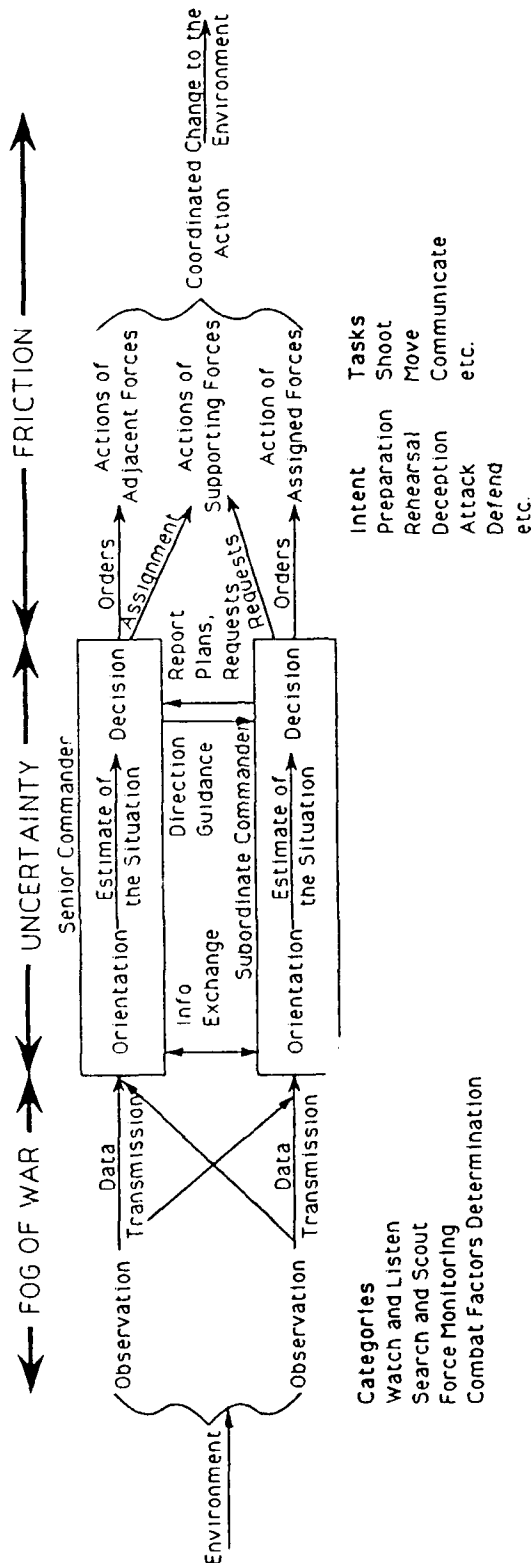 FOG OF WAR
UNCERTAINTY
FRICTION
Senior Commander
Environment
Observation
Data
Transmission
Orientation
Estimate of
the Situation
Decision
Orders
Assignment
Actions of
Adjacent Forces
Info
Exchange
Direction
Guidance
Report
Plans,
Requests
Requests
Actions of
Supporting Forces
Coordinated
Action
Change to the
Environment
Subordinate Commander
Observation
Data
Transmission
Orientation
Estimate of
the Situation
Decision
Orders
Action of
Assigned Forces
Categories
Watch and Listen
Search and Scout
Force Monitoring
Combat Factors Determination
Intent
Preparation
Rehearsal
Deception
Attack
Defend
etc.
Tasks
Shoot
Move
Communicate
etc.